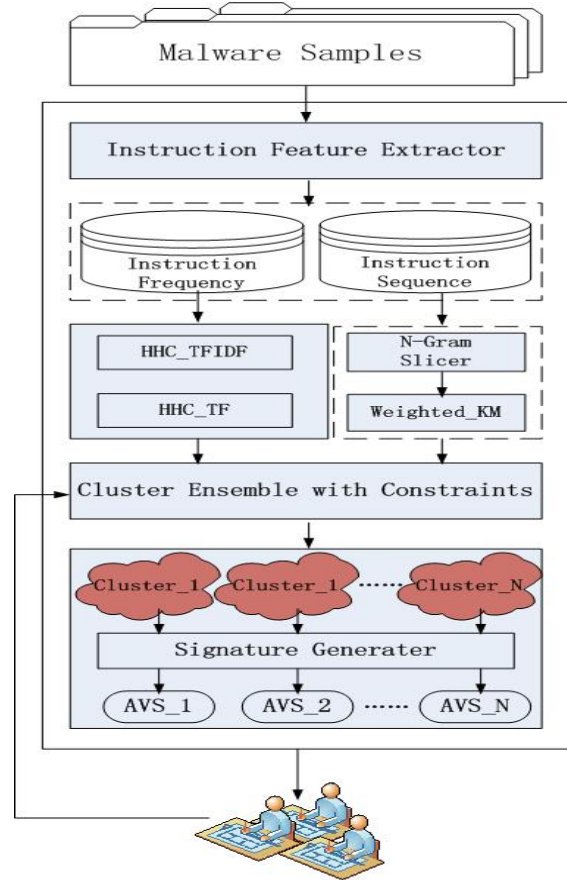 Malware Samples
Instruction Feature Extractor
Instruction
Frequency
Instruction
Sequence
HHC_TFIDF
HHC_TF
N-Gram
Slicer
Weighted_KM
Cluster Ensemble with Constraints
Cluster_1
Cluster_1
......
Cluster_N
Signature Generater
AVS_1
AVS_2
......
AVS_N